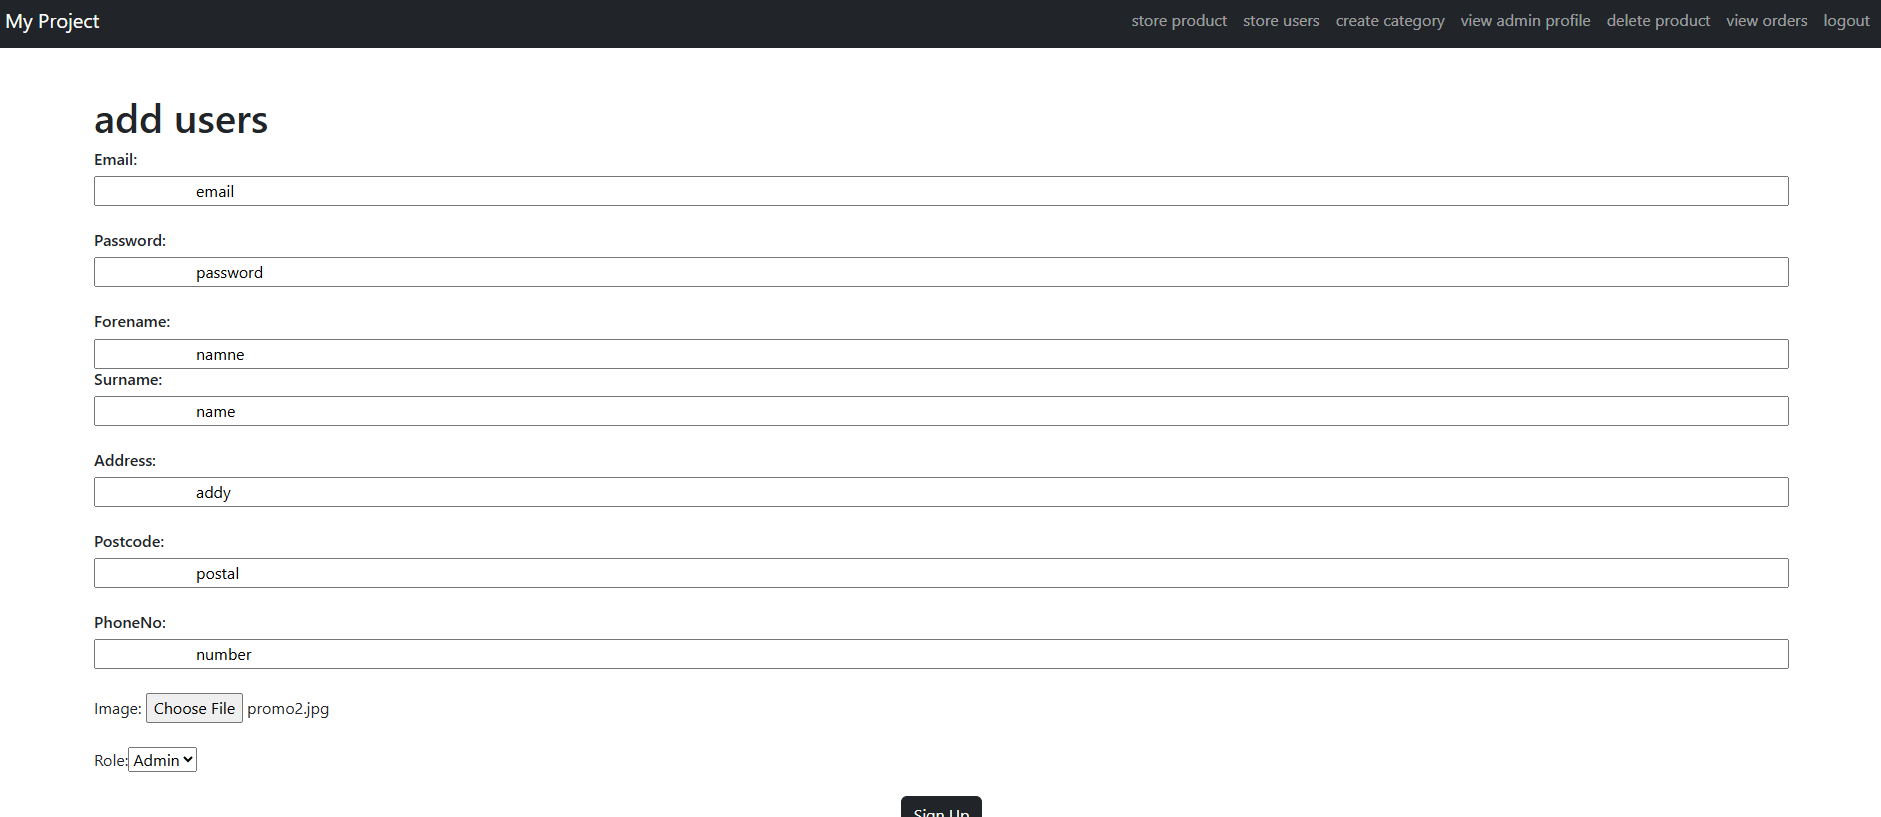 My Project store product store users create category view admin profile delete product view orders logout
add users
Email:
email
Password:
password
Forename:
namne
Surname:
name
Address:
addy
Postcode:
postal
PhoneNo:
number
Image: Choose File promo2.jpg
Role: Admin
Sign Up